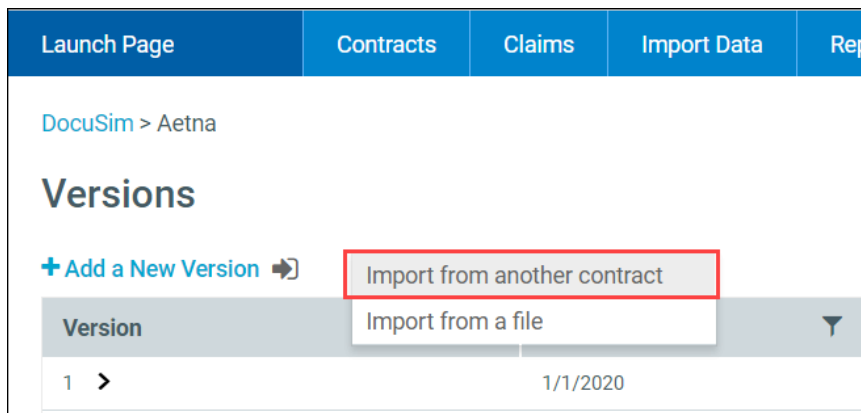 Launch Page Contracts Claims Import Data
DocuSim > Aetna
Versions
+ Add a New Version
Import from another contract
Import from a file
Version
1 > 1/1/2020